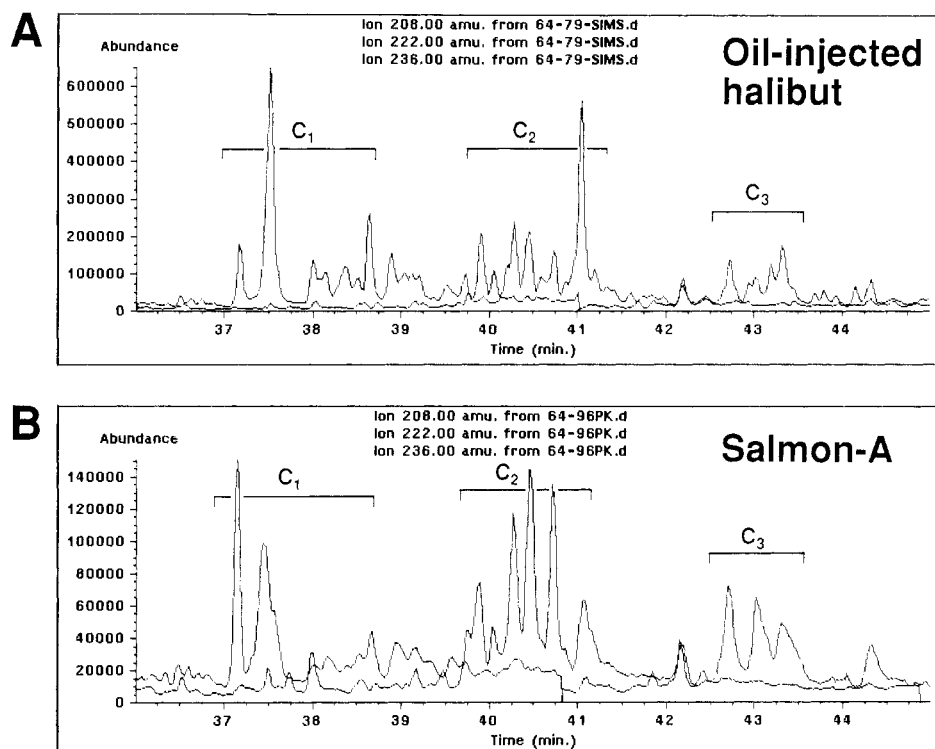 A
Abundance
Ion 208.00 amu. from 64-79-SIMS.d
Ion 222.00 amu. from 64-79-SIMS.d
Ion 236.00 amu. from 64-79-SIMS.d
Oil-injected
halibut
600000
500000
400000
300000
200000
100000
0
C1
C2
C3
37 38 39 40 41 42 43 44
Time (min.)
B
Abundance
Ion 208.00 amu. from 64-96PK.d
Ion 222.00 amu. from 64-96PK.d
Ion 236.00 amu. from 64-96PK.d
Salmon-A
140000
120000
100000
80000
60000
40000
20000
0
C1
C2
C3
37 38 39 40 41 42 43 44
Time (min.)